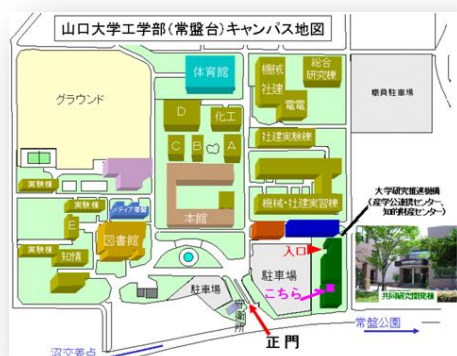 山口大学工学部(常盤台)キャンパス地図
体育館
機械
社建
総合
研究棟
電電
グラウンド
職員駐車場
D
化工
C
B
A
社建実験棟
実験棟
本館
機械・社建実習棟
大学研究推進機構
(産学公連携センター、
知的財産センター)
メディア基盤
実験棟
E
図書館
入口
実験棟
知情
駐車場
こちら
共同研究開発棟
駐車場
守衛所
常盤公園
正門
沼交差点